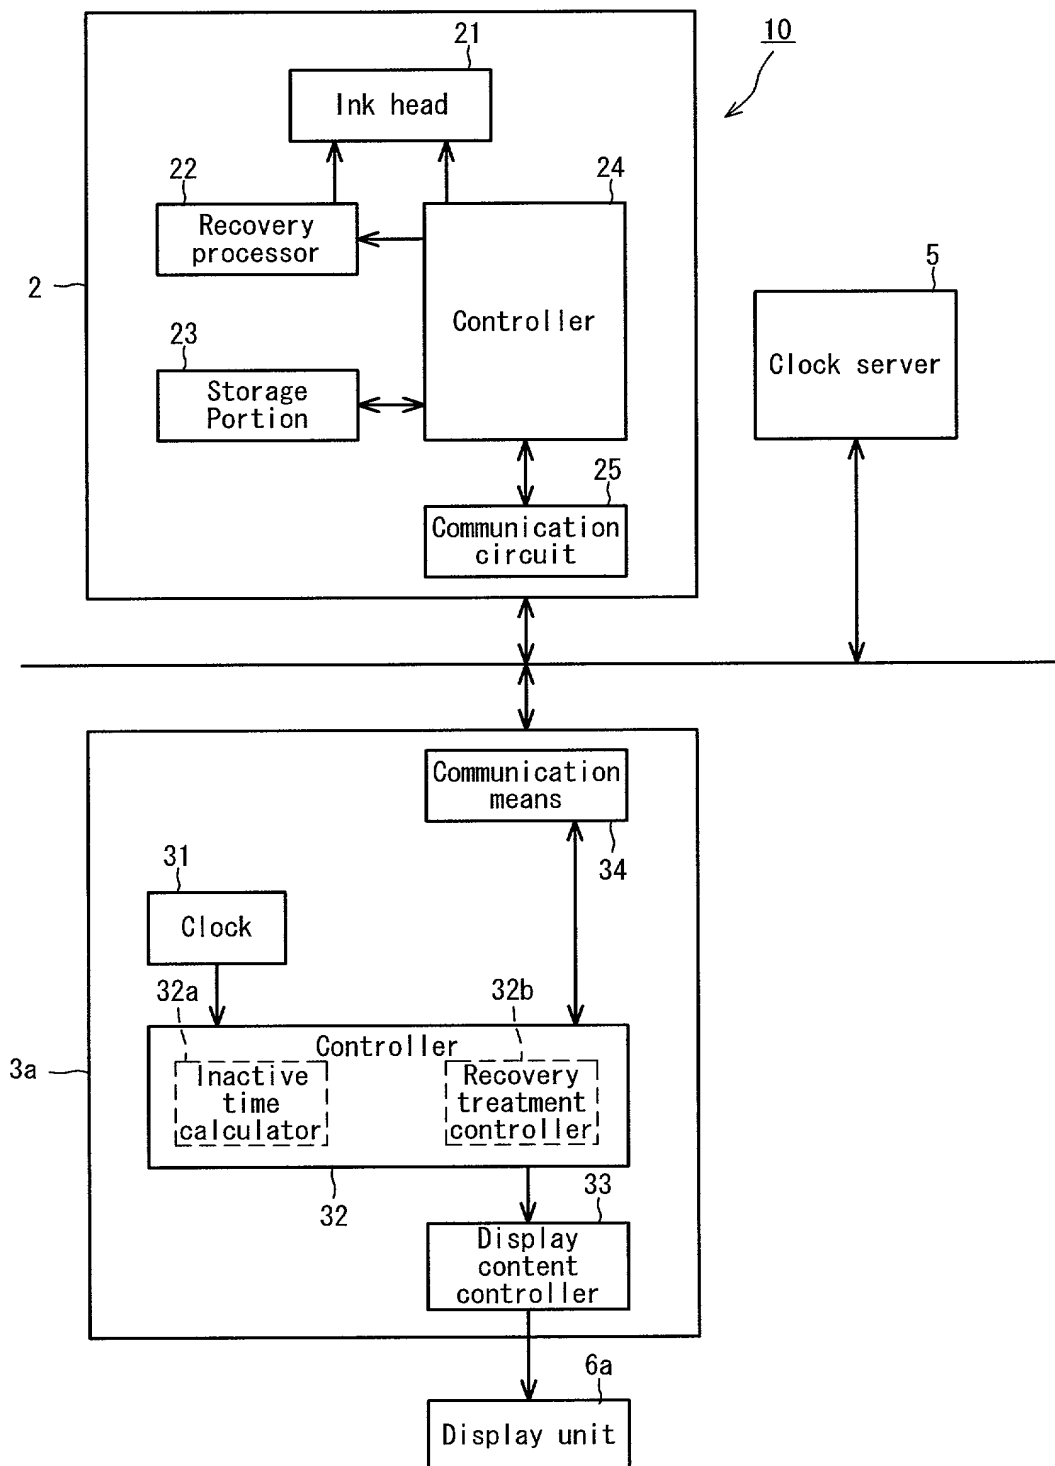 10
21
Ink head
22
Recovery
processor
24
Controller
2
23
Storage
Portion
5
Clock server
25
Communication
circuit
Communication
means
34
31
Clock
32a
32b
Controller
3a
Inactive
time
calculator
Recovery
treatment
controller
32
33
Display
content
controller
6a
Display unit